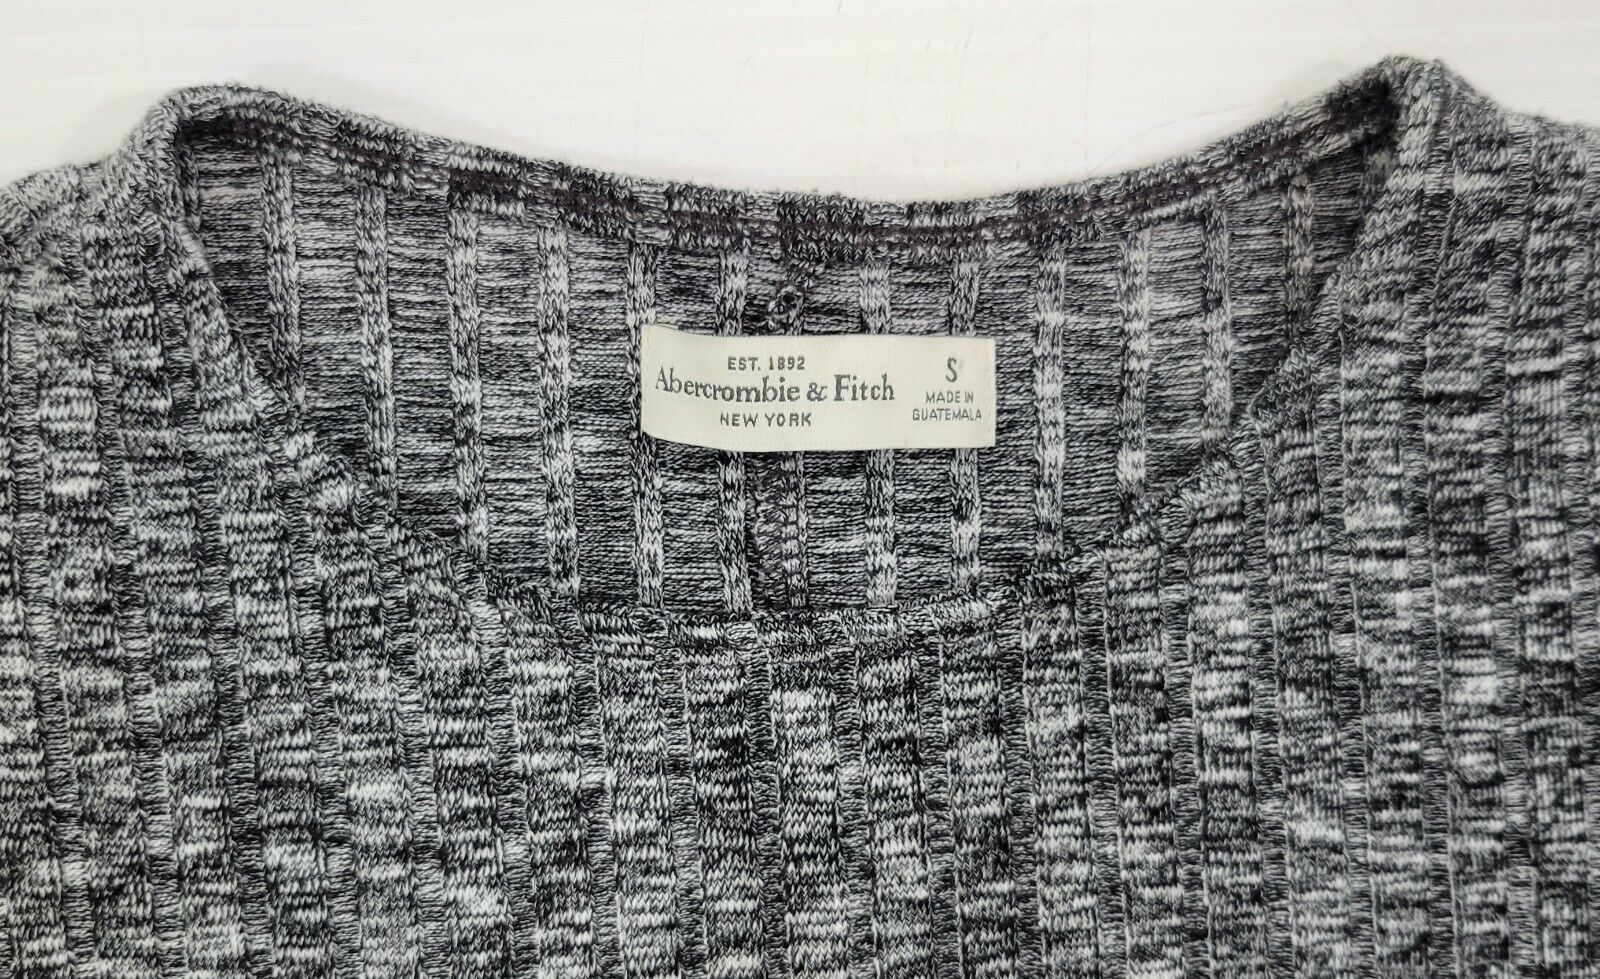 EST. 1892
Abercrombie & Fitch
NEW YORK
S
MADE IN
GUATEMALA